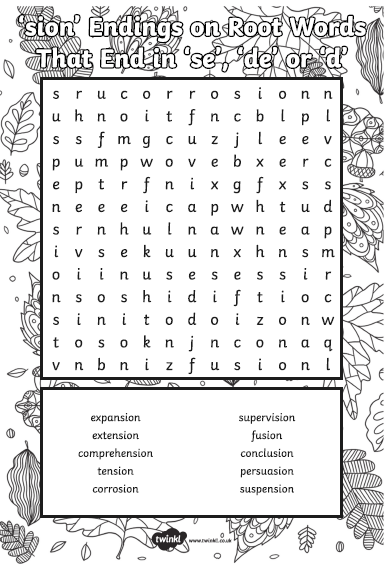 'sion' Endings on Root Words
That End in 'se', 'de' or 'd'
s r u c o r r o s i o n n
u h n o i t f n c b l p l
s s f m g c u z j l e e v
p u m p w o v e b x e r c
e p t r f n i x g f x s s
n e e e i c a p w h t u d
s r n h u l n a w n e a p
i v s e k u u n x h n s m
o i i n u s e s e s s i r
n s o s h i d i f t i o c
s i n i t o d o i z o n w
t o s o k n j n c o n a q
v n b n i z f u s i o n l
expansion supervision
extension fusion
comprehension conclusion
tension persuasion
corrosion suspension
twinkl www.twinkl.co.uk